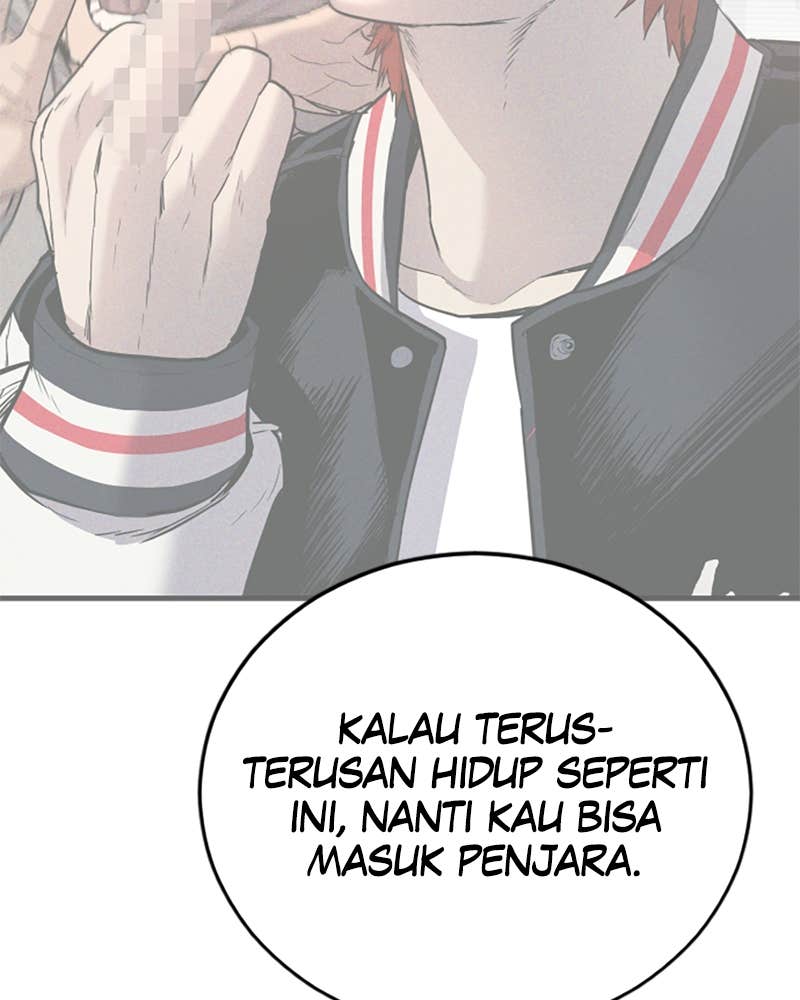 KALAU TERUS-
TERUSAN HIDUP SEPERTI
INI, NANTI KAU BISA
MASUK PENJARA.